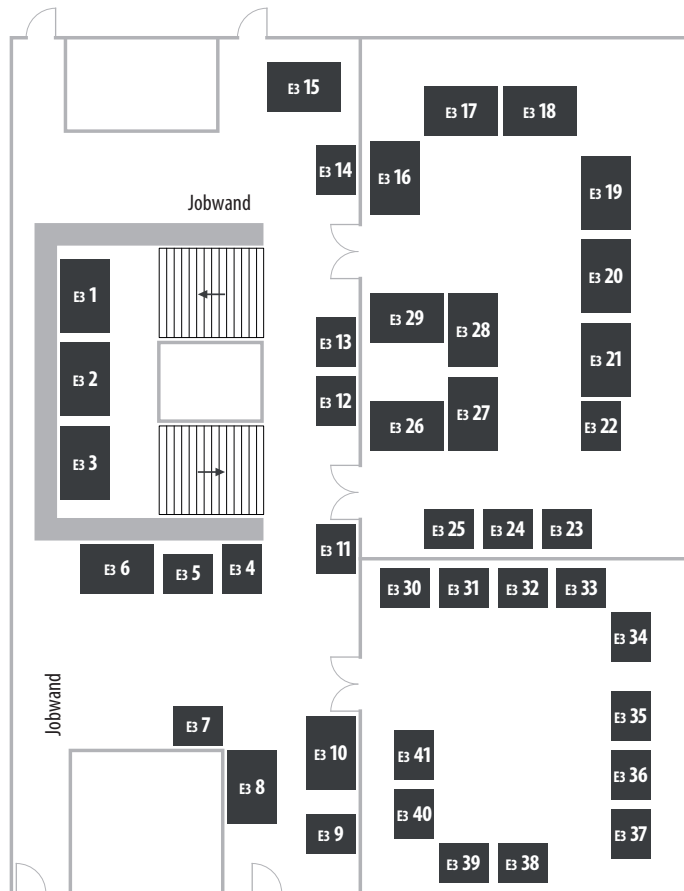 E3 15
E3 17
E3 18
E3 14
E3 16
E3 19
Jobwand
E3 1
E3 20
E3 29
E3 28
E3 13
E3 2
E3 21
E3 12
E3 26
E3 27
E3 22
E3 3
E3 25
E3 24
E3 23
E3 11
E3 6
E3 5
E3 4
E3 30
E3 31
E3 32
E3 33
E3 34
Jobwand
E3 7
E3 35
E3 10
E3 41
E3 8
E3 36
E3 40
E3 9
E3 37
E3 39
E3 38